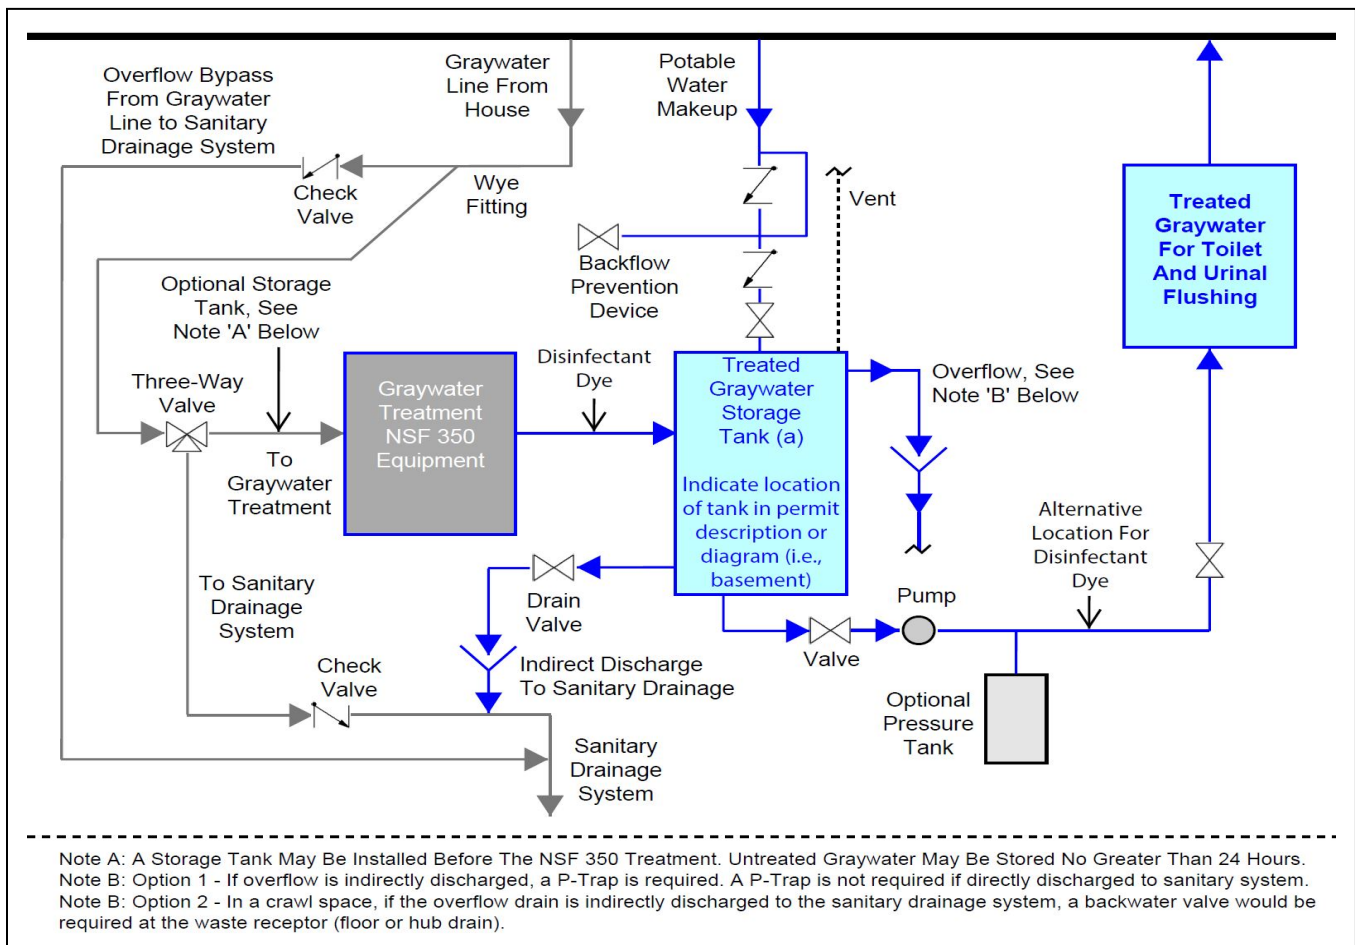 Overflow Bypass
From Graywater
Line to Sanitary
Drainage System
Graywater
Line From
House
Potable
Water
Makeup
Check
Valve
Wye
Fitting
Vent
Treated
Graywater
For Toilet
And Urinal
Flushing
Backflow
Prevention
Device
Optional Storage
Tank, See
Note 'A' Below
Three-Way
Valve
Graywater
Treatment
NSF 350
Equipment
Disinfectant
Dye
Treated
Graywater
Storage
Tank (a)
Indicate location
of tank in permit
description or
diagram (i.e.,
basement)
Overflow, See
Note 'B' Below
To
Graywater
Treatment
Alternative
Location For
Disinfectant
Dye
To Sanitary
Drainage
System
Drain
Valve
Pump
Valve
Indirect Discharge
To Sanitary Drainage
Check
Valve
Optional
Pressure
Tank
Sanitary
Drainage
System
Note A: A Storage Tank May Be Installed Before The NSF 350 Treatment. Untreated Graywater May Be Stored No Greater Than 24 Hours.
Note B: Option 1 - If overflow is indirectly discharged, a P-Trap is required. A P-Trap is not required if directly discharged to sanitary system.
Note B: Option 2 - In a crawl space, if the overflow drain is indirectly discharged to the sanitary drainage system, a backwater valve would be
required at the waste receptor (floor or hub drain).